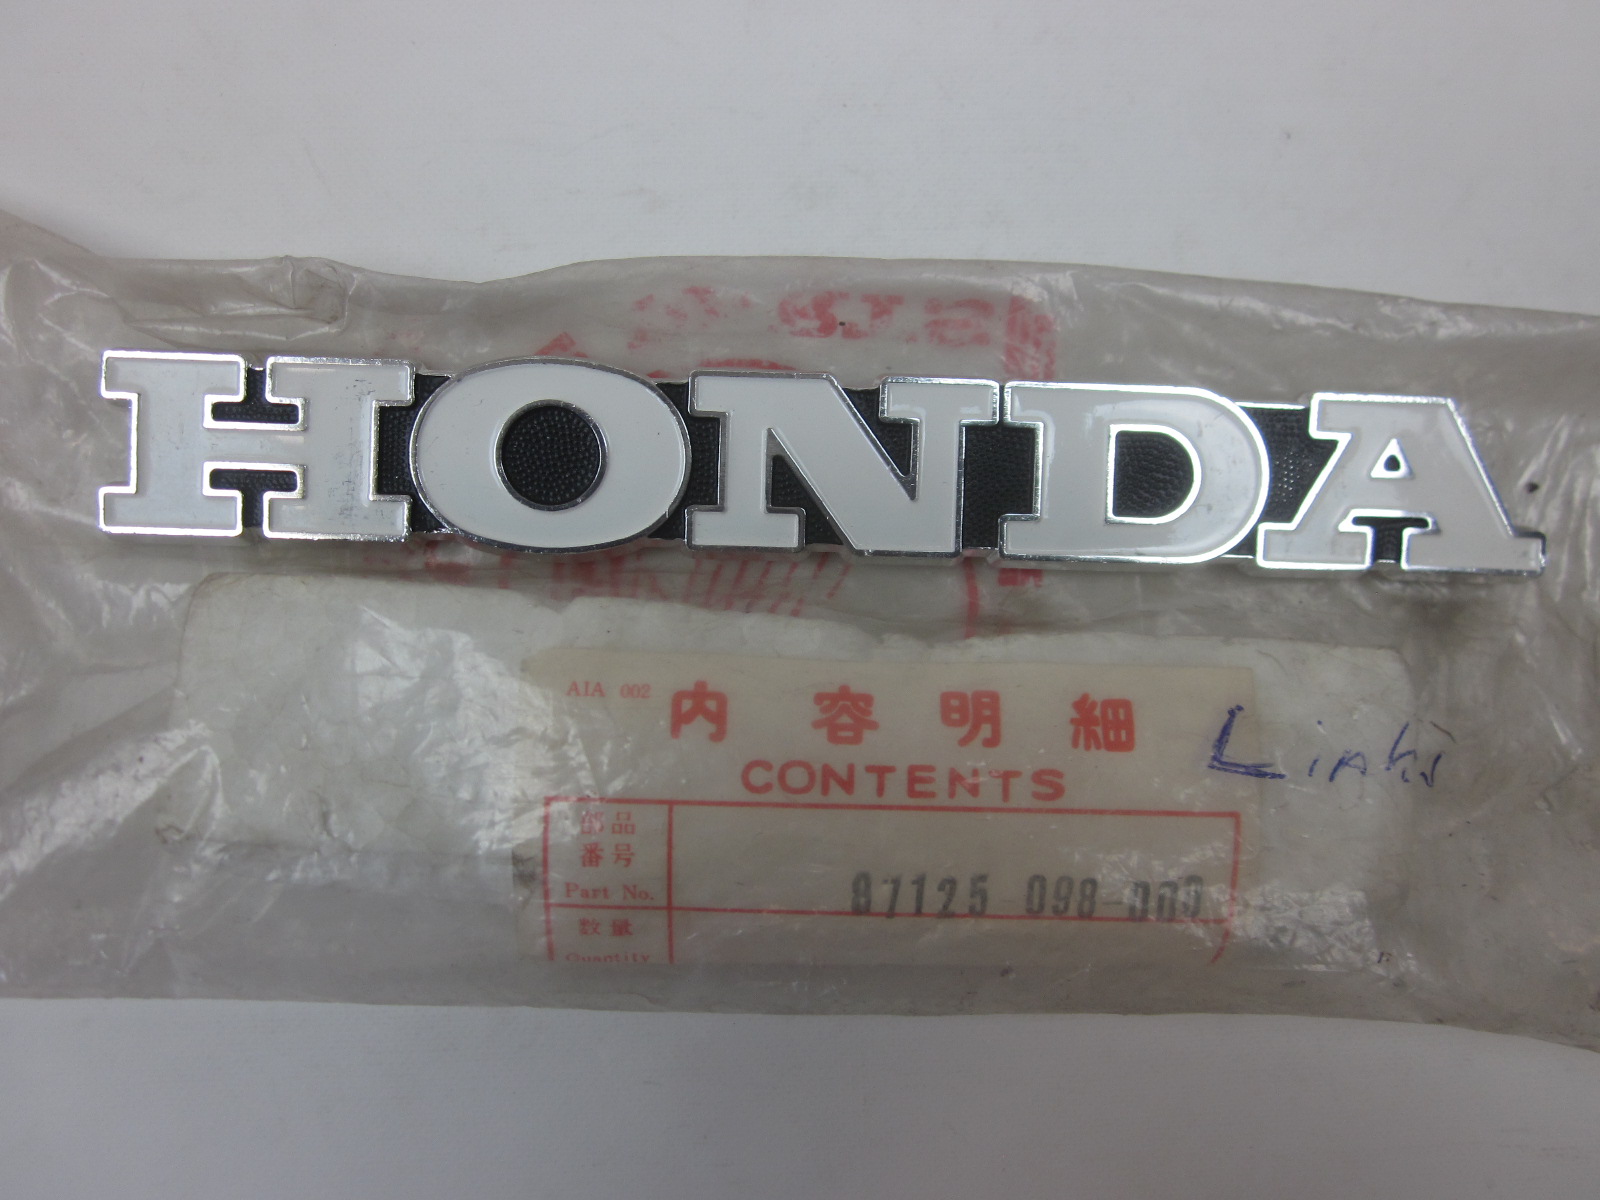 HONDA
AIA 002
内容明細
CONTENTS
Links
部品
番号
Part No.
87125 098-000
数量
Quantity